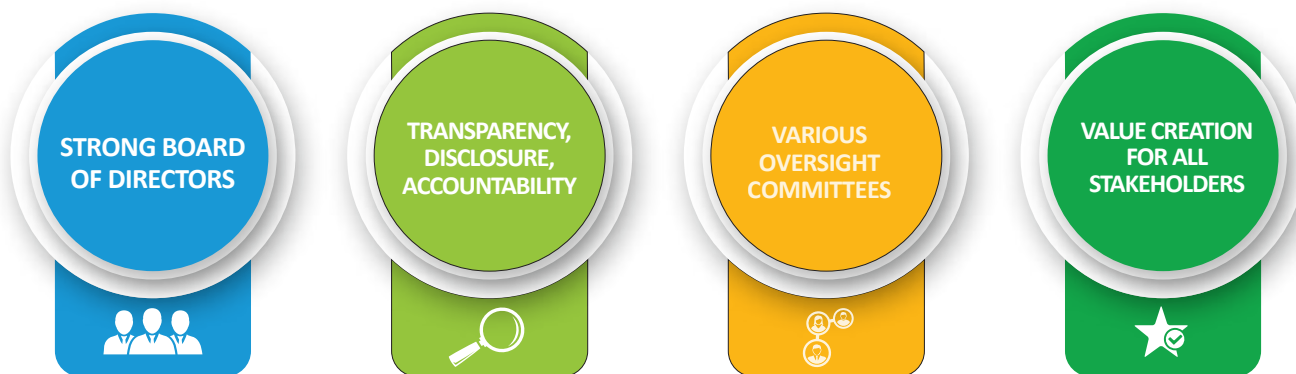 STRONG BOARD
OF DIRECTORS
TRANSPARENCY,
DISCLOSURE,
ACCOUNTABILITY
VARIOUS
OVERSIGHT
COMMITTEES
VALUE CREATION
FOR ALL
STAKEHOLDERS